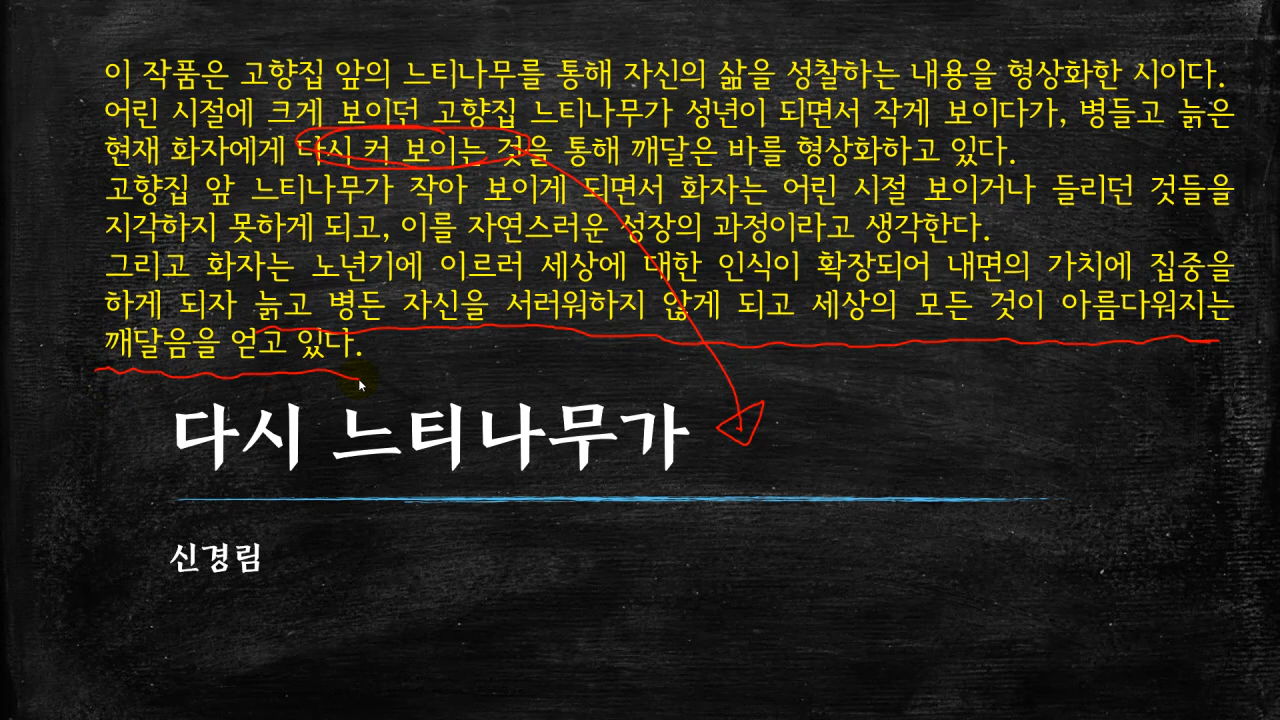 이 작품은 고향집 앞의 느티나무를 통해 자신의 삶을 성찰하는 내용을 형상화한 시이다.
어린 시절에 크게 보이던 고향집 느티나무가 성년이 되면서 작게 보이다가, 병들고 늙은
현재 화자에게 다시 커 보이는 것을 통해 깨달은 바를 형상화하고 있다.
고향집 앞 느티나무가 작아 보이게 되면서 화자는 어린 시절 보이거나 들리던 것들을
지각하지 못하게 되고, 이를 자연스러운 성장의 과정이라고 생각한다.
그리고 화자는 노년기에 이르러 세상에 대한 인식이 확장되어 내면의 가치에 집중을
하게 되자 늙고 병든 자신을 서러워하지 않게 되고 세상의 모든 것이 아름다워지는
깨달음을 얻고 있다.
다시 느티나무가
신경림